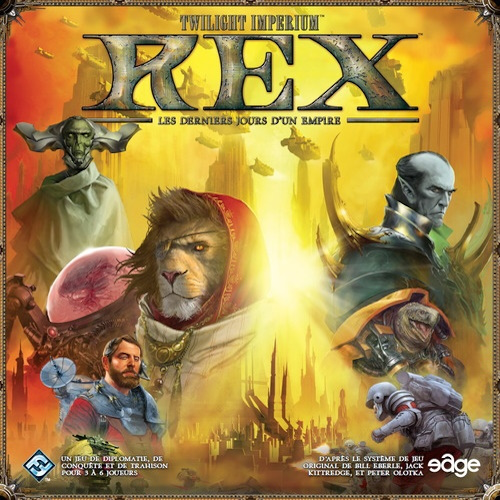 TWILIGHT IMPERIUM™
REX
LES DERNIERS JOURS D'UN EMPIRE
UN JEU DE DIPLOMATIE, DE
CONQUÊTE ET DE TRAHISON
POUR 3 À 6 JOUEURS
D'APRÈS LE SYSTÈME DE JEU
ORIGINAL DE BILL EBERLE, JACK
KITTREDGE, ET PETER OLOTKA
edge